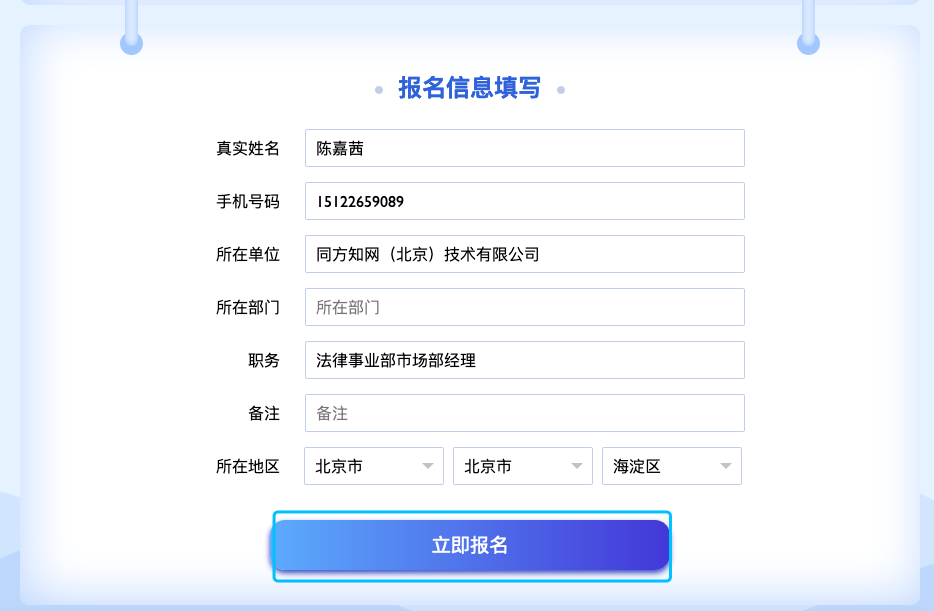 报名信息填写
真实姓名 陈嘉茜
手机号码 15122659089
所在单位 同方知网（北京）技术有限公司
所在部门 所在部门
职务 法律事业部市场部经理
备注 备注
所在地区 北京市 北京市 海淀区
立即报名